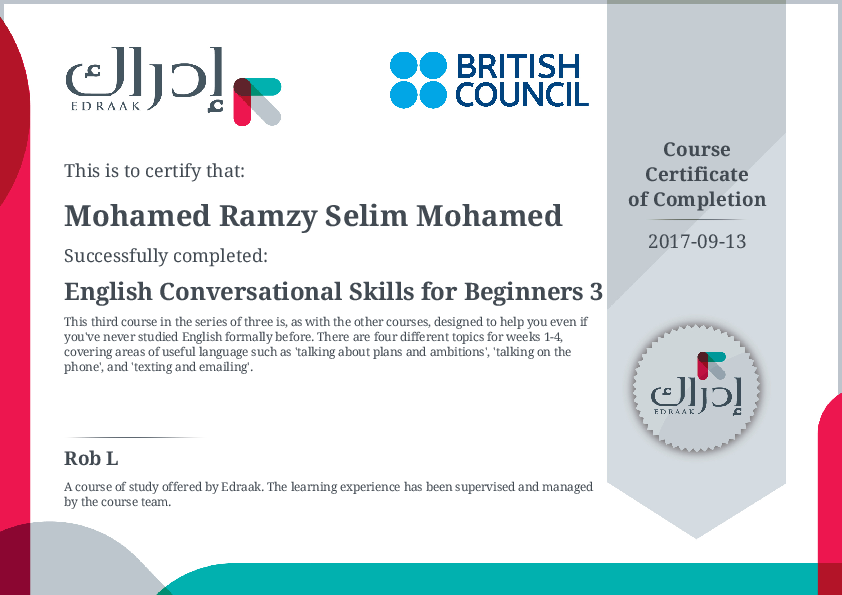 إدراك
EDRAAK
BRITISH
COUNCIL
This is to certify that:
Mohamed Ramzy Selim Mohamed
Successfully completed:
English Conversational Skills for Beginners 3
This third course in the series of three is, as with the other courses, designed to help you even if
you've never studied English formally before. There are four different topics for weeks 1-4,
covering areas of useful language such as 'talking about plans and ambitions', 'talking on the
phone', and 'texting and emailing'.
Rob L
A course of study offered by Edraak. The learning experience has been supervised and managed
by the course team.
Course
Certificate
of Completion
2017-09-13
إدراك
EDRAAK